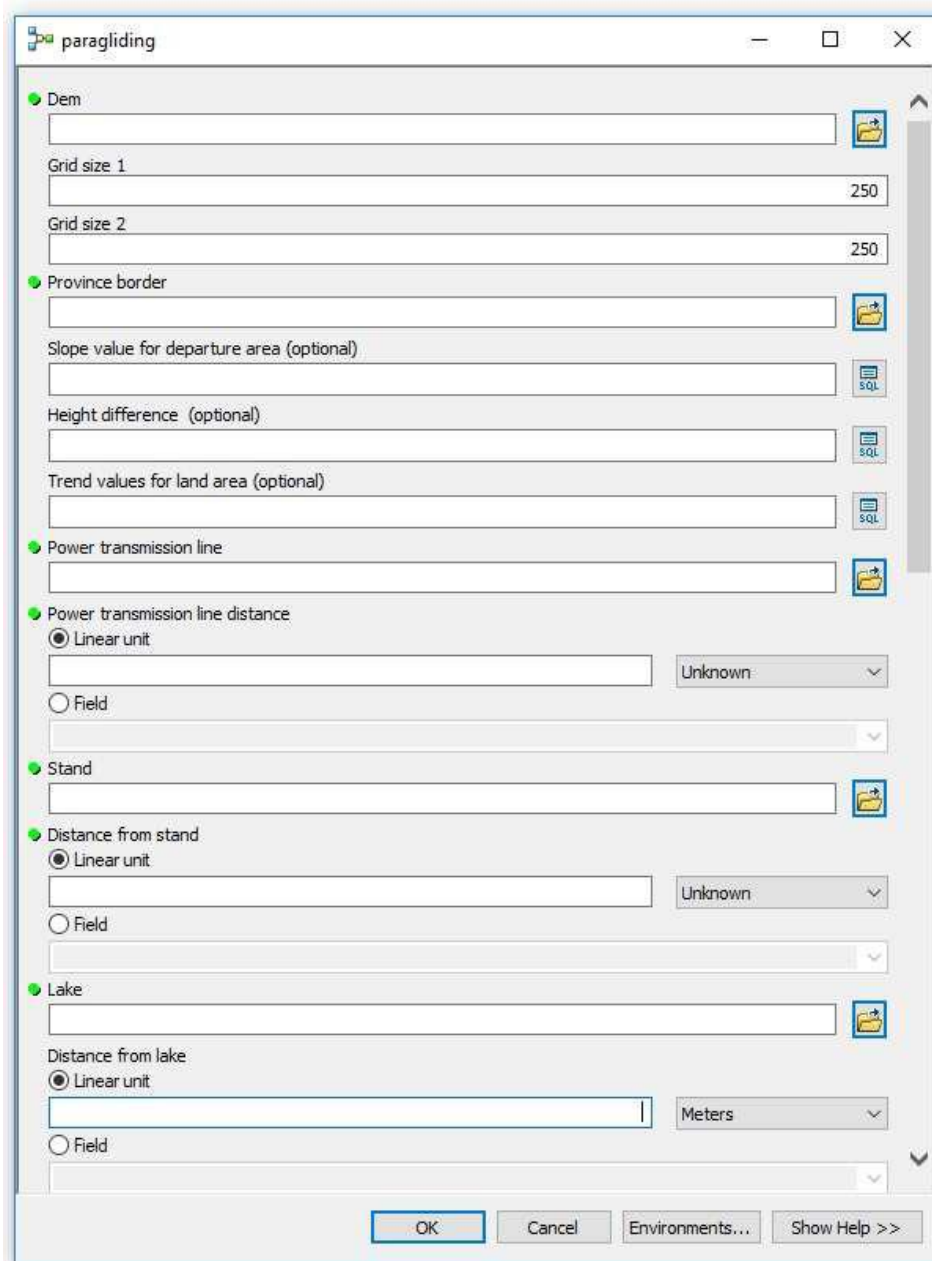 paragliding
Dem
Grid size 1
250
Grid size 2
250
Province border
Slope value for departure area (optional)
SQL
Height difference  (optional)
SQL
Trend values for land area (optional)
SQL
Power transmission line
Power transmission line distance
Linear unit
Unknown
Field
Stand
Distance from stand
Linear unit
Unknown
Field
Lake
Distance from lake
Linear unit
Meters
Field
OK Cancel Environments... Show Help >>